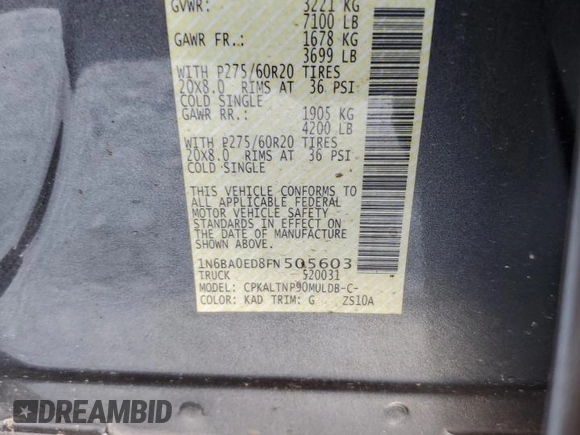 GVWR: 3221 KG
7100 LB
GAWR FR.: 1678 KG
3699 LB
WITH P275/60R20 TIRES
20X8.0 RIMS AT 36 PSI
COLD SINGLE
GAWR RR.: 1905 KG
4200 LB
WITH P275/60R20 TIRES
20X8.0 RIMS AT 36 PSI
COLD SINGLE
THIS VEHICLE CONFORMS TO
ALL APPLICABLE FEDERAL
MOTOR VEHICLE SAFETY
STANDARDS IN EFFECT ON
THE DATE OF MANUFACTURE
SHOWN ABOVE.
1N6BA0ED8FN505603
TRUCK 520031
MODEL: CPKALTNP90MULDB-C-
COLOR: KAD TRIM: G ZS10A
DREAMBID